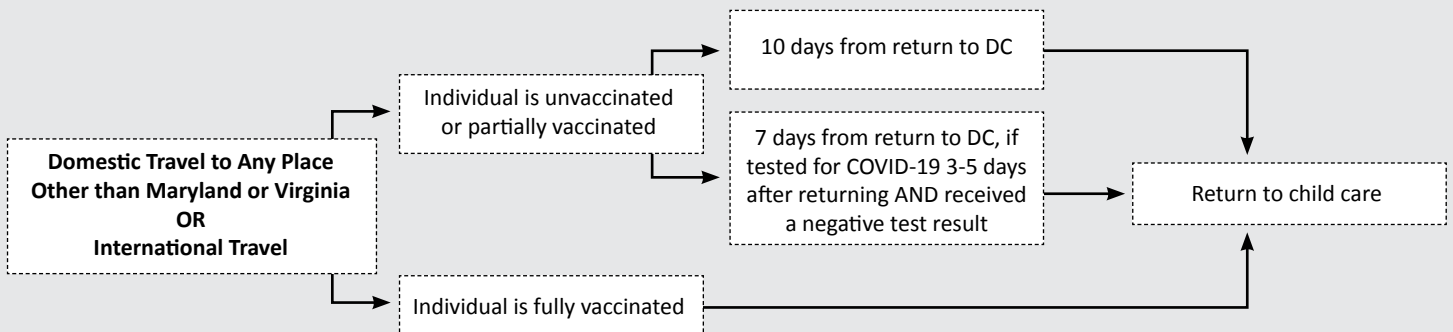 Domestic Travel to Any Place
Other than Maryland or Virginia
OR
International Travel
Individual is unvaccinated
or partially vaccinated
10 days from return to DC
7 days from return to DC, if
tested for COVID-19 3-5 days
after returning AND received
a negative test result
Individual is fully vaccinated
Return to child care